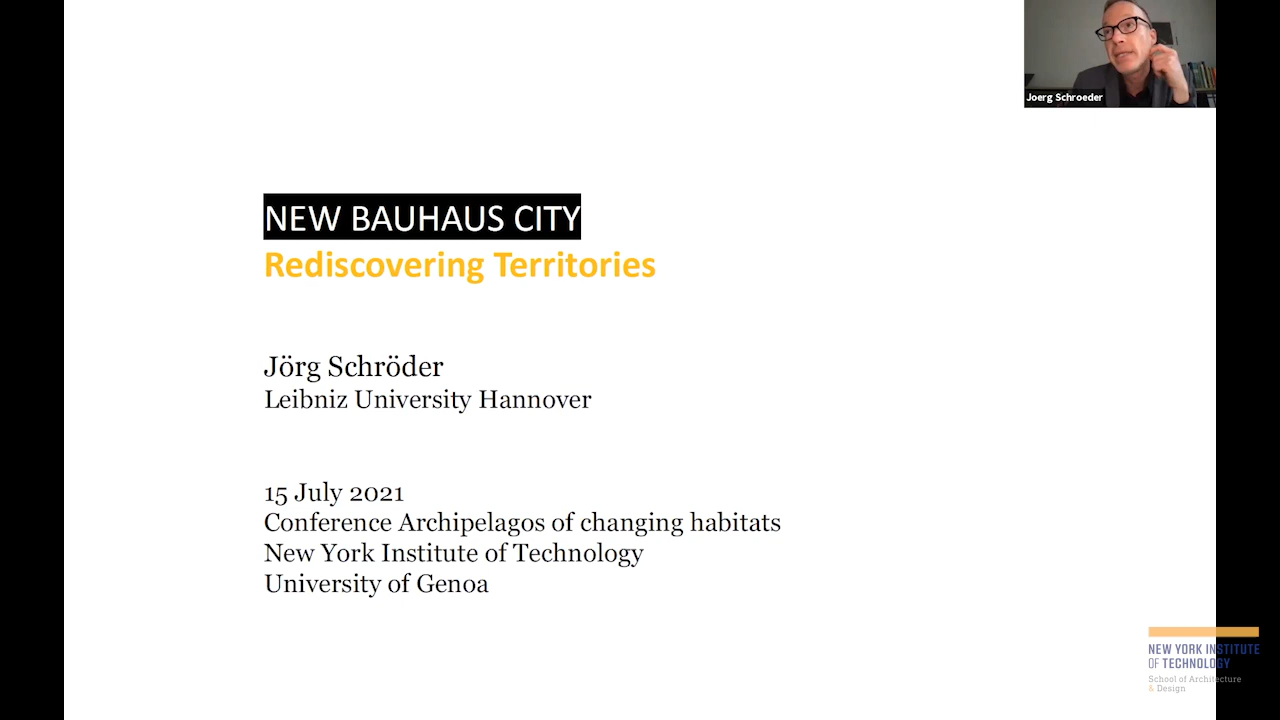 Joerg Schroeder
NEW BAUHAUS CITY
Rediscovering Territories
Jörg Schröder
Leibniz University Hannover
15 July 2021
Conference Archipelagos of changing habitats
New York Institute of Technology
University of Genoa
NEW YORK INSTITUTE
OF TECHNOLOGY
School of Architecture
& Design